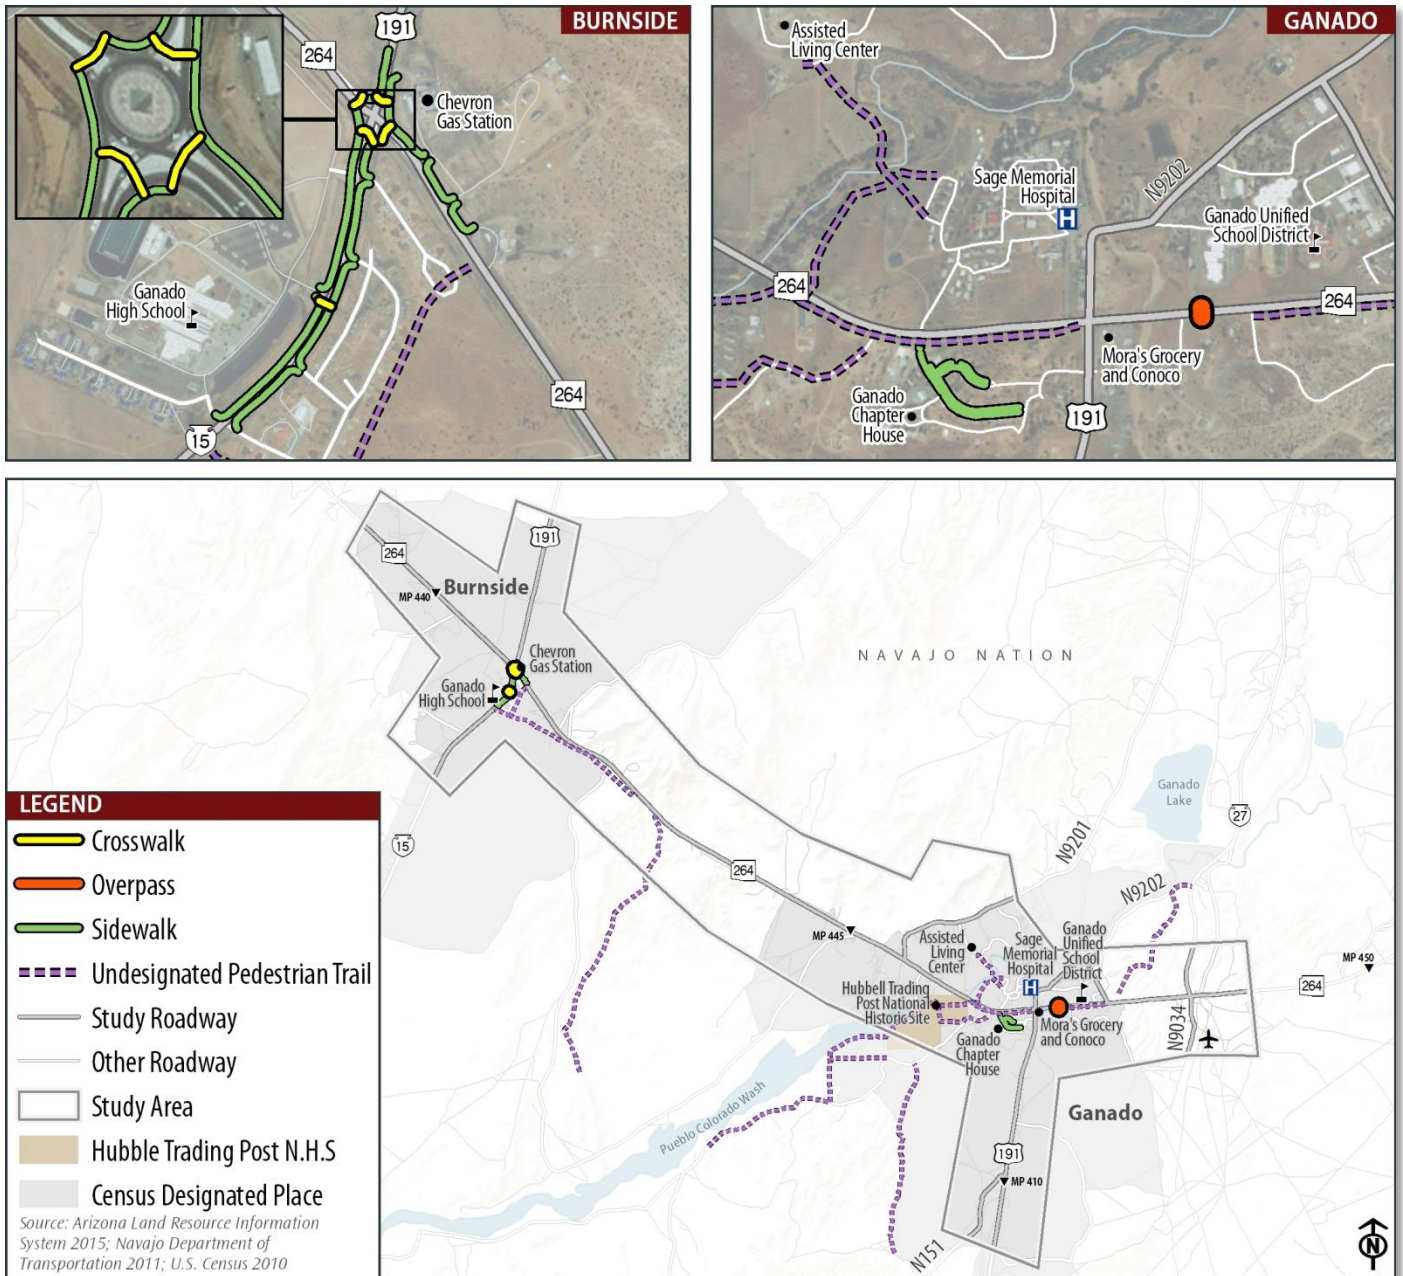 BURNSIDE
191
264
Chevron
Gas Station
Ganado
High School
264
15
GANADO
Assisted
Living Center
Sage Memorial
Hospital
H
N9202
Ganado Unified
School District
264
264
Mora's Grocery
and Conoco
Ganado
Chapter
House
191
264
191
MP 440
Burnside
Chevron
Gas Station
Ganado
High School
NAVAJO NATION
Ganado
Lake
15
27
264
N9201
N9202
MP 445
Assisted
Living
Center
Sage
Memorial
Hospital
H
Ganado
Unified
School
District
MP 450
264
Hubbell Trading
Post National
Historic Site
Mora's Grocery
and Conoco
Ganado
Chapter
House
N9034
Pueblo Colorado Wash
Ganado
191
MP 410
N151
N
LEGEND
Crosswalk
Overpass
Sidewalk
Undesignated Pedestrian Trail
Study Roadway
Other Roadway
Study Area
Hubble Trading Post N.H.S
Census Designated Place
Source: Arizona Land Resource Information
System 2015; Navajo Department of
Transportation 2011; U.S. Census 2010